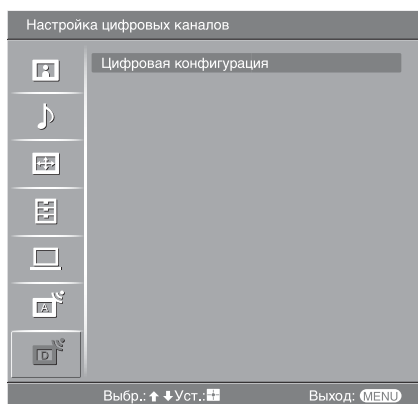 Настройка цифровых каналов
Цифровая конфигурация
A
D
Выбр.: ↑ ↓ Уст.: Выход: MENU